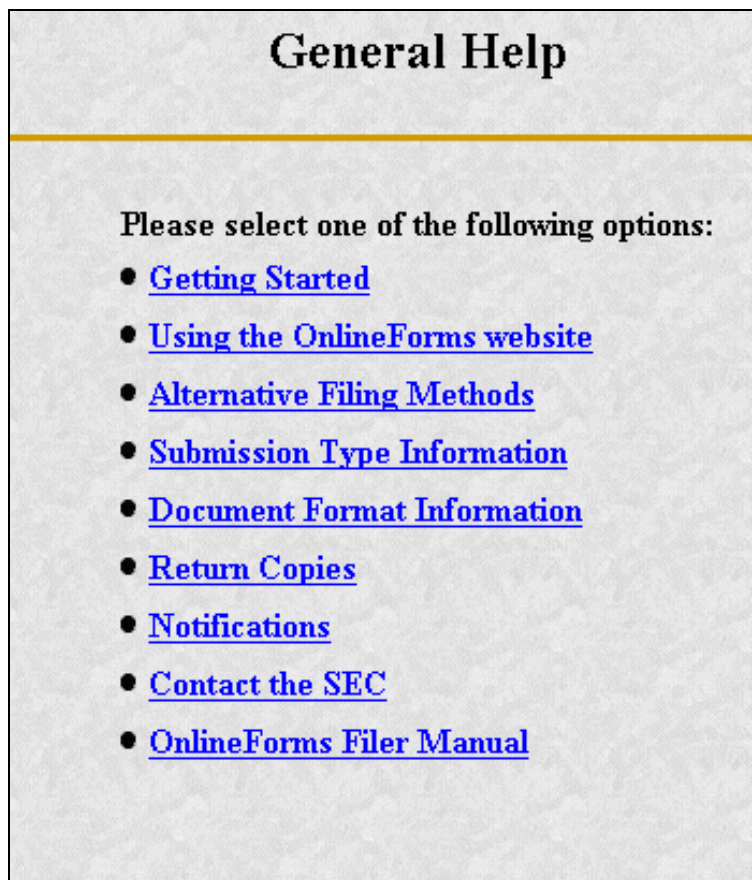 General Help
Please select one of the following options:
Getting Started
Using the OnlineForms website
Alternative Filing Methods
Submission Type Information
Document Format Information
Return Copies
Notifications
Contact the SEC
OnlineForms Filer Manual